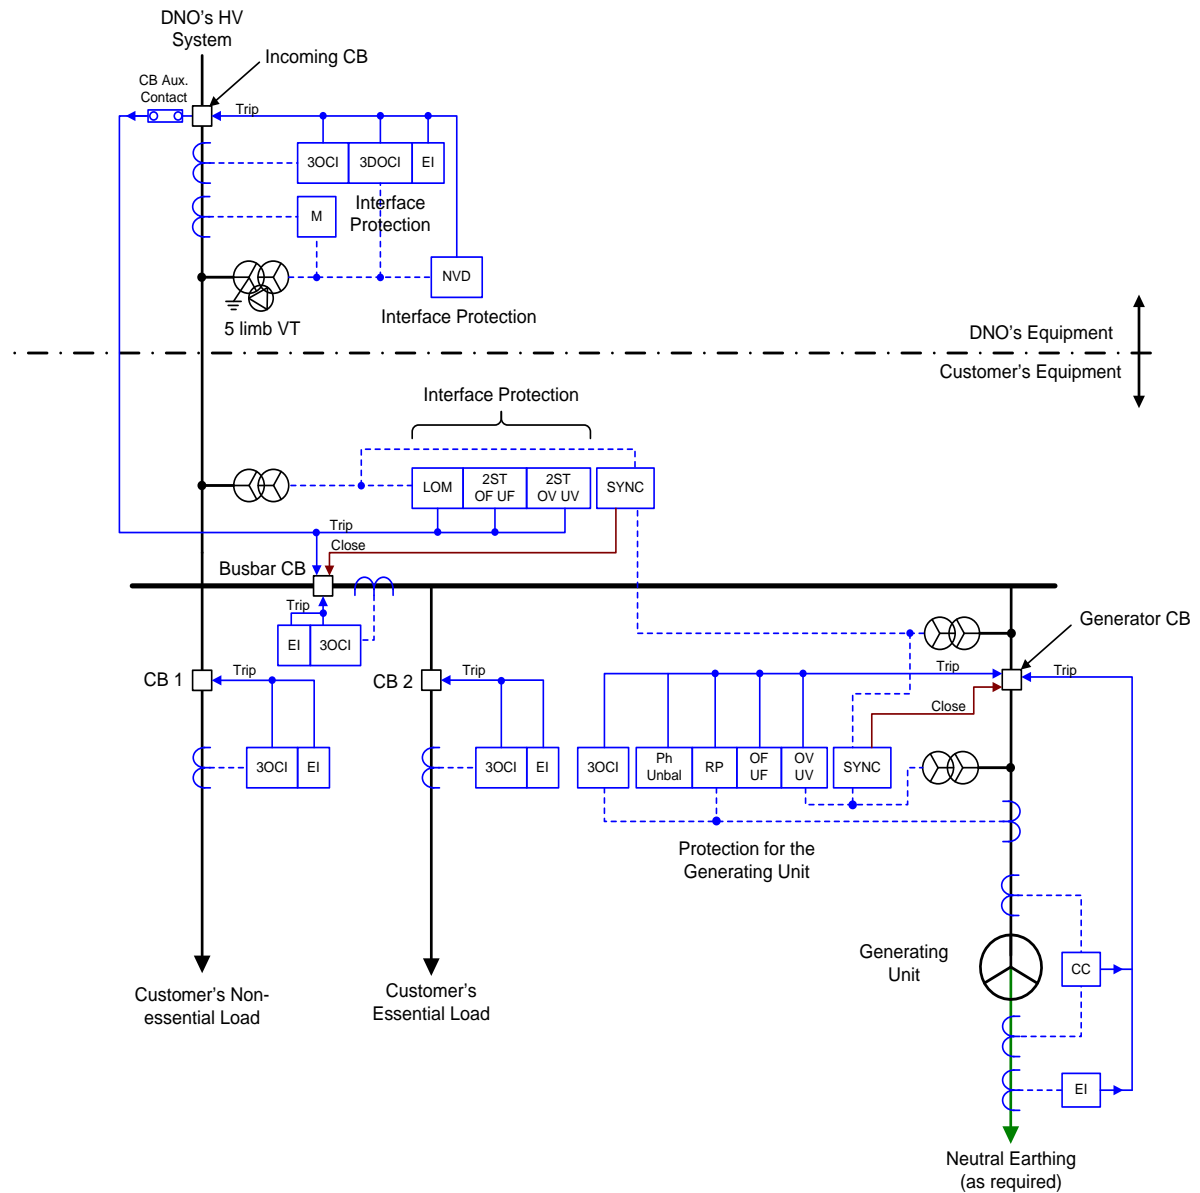 DNO's HV
System
Incoming CB
CB Aux.
Contact
Trip
3OCI
3DOCI
EI
Interface
Protection
M
NVD
Interface Protection
5 limb VT
DNO's Equipment
Customer's Equipment
Interface Protection
LOM
2ST
OF UF
2ST
OV UV
SYNC
Trip
Close
Busbar CB
Trip
EI
3OCI
Generator CB
CB 1
Trip
CB 2
Trip
Trip
Trip
Close
3OCI
EI
3OCI
EI
3OCI
Ph
Unbal
RP
OF
UF
OV
UV
SYNC
Protection for the
Generating Unit
Generating
Unit
CC
Customer's Non-
essential Load
Customer's
Essential Load
EI
Neutral Earthing
(as required)